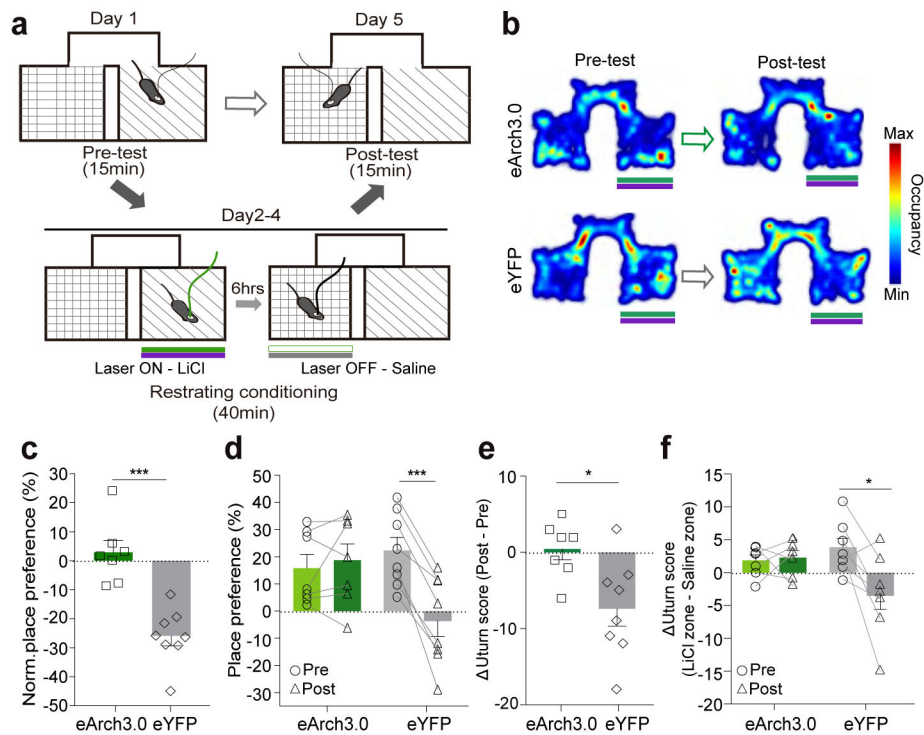 a
Day 1
Day 5
Pre-test
(15min)
Post-test
(15min)
Day2-4
6hrs
Laser ON - LiCl
Laser OFF - Saline
Restrating conditioning
(40min)
b
Pre-test
Post-test
eArch3.0
eYFP
Max
Occupancy
Min
c
Norm.place preference (%)
30
20
10
0
-10
-20
-30
-40
-50
***
eArch3.0 eYFP
d
Place preference (%)
50
40
30
20
10
0
-10
-20
-30
***
Pre
Post
eArch3.0 eYFP
e
Δ Uturn score (Post - Pre)
10
0
-10
-20
*
eArch3.0 eYFP
f
ΔUturn score
(LiCl zone - Saline zone)
15
10
5
0
-5
-10
-15
-20
*
Pre
Post
eArch3.0 eYFP